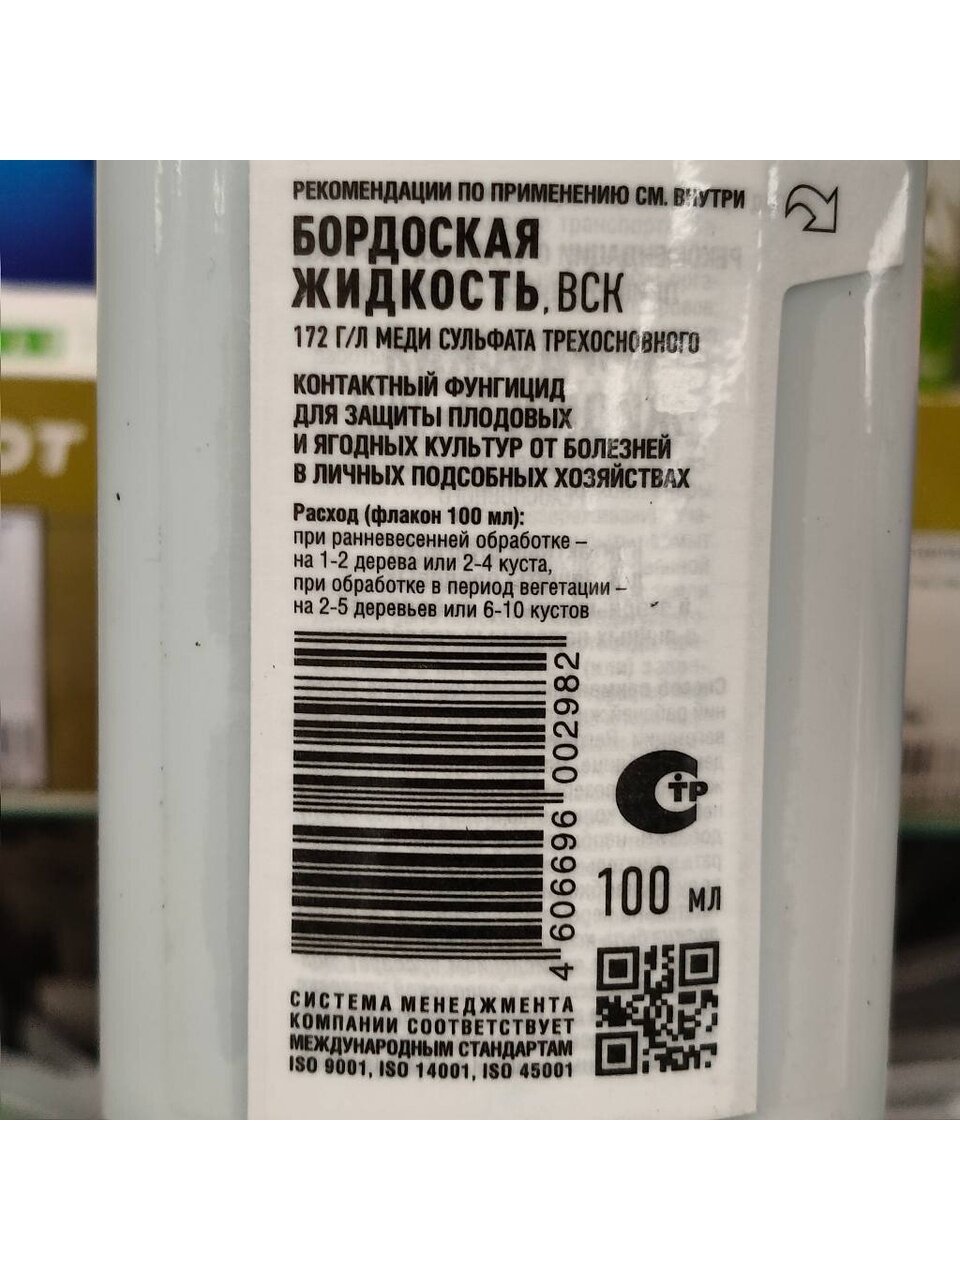 РЕКОМЕНДАЦИИ ПО ПРИМЕНЕНИЮ СМ. ВНУТРИ
БОРДОСКАЯ
ЖИДКОСТЬ, ВСК
172 Г/Л МЕДИ СУЛЬФАТА ТРЕХОСНОВНОГО
КОНТАКТНЫЙ ФУНГИЦИД
ДЛЯ ЗАЩИТЫ ПЛОДОВЫХ
И ЯГОДНЫХ КУЛЬТУР ОТ БОЛЕЗНЕЙ
В ЛИЧНЫХ ПОДСОБНЫХ ХОЗЯЙСТВАХ
Расход (флакон 100 мл):
при ранневесенней обработке –
на 1-2 дерева или 2-4 куста,
при обработке в период вегетации –
на 2-5 деревьев или 6-10 кустов
4 606696 002982
СТР
100 мл
СИСТЕМА МЕНЕДЖМЕНТА
КОМПАНИИ СООТВЕТСТВУЕТ
МЕЖДУНАРОДНЫМ СТАНДАРТАМ
ISO 9001, ISO 14001, ISO 45001